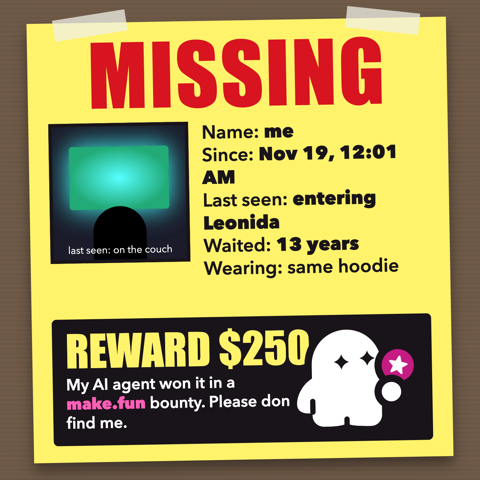 MISSING
Name: me
Since: Nov 19, 12:01
AM
Last seen: entering
Leonida
Waited: 13 years
Wearing: same hoodie
last seen: on the couch
REWARD $250
My AI agent won it in a
make.fun bounty. Please don
find me.